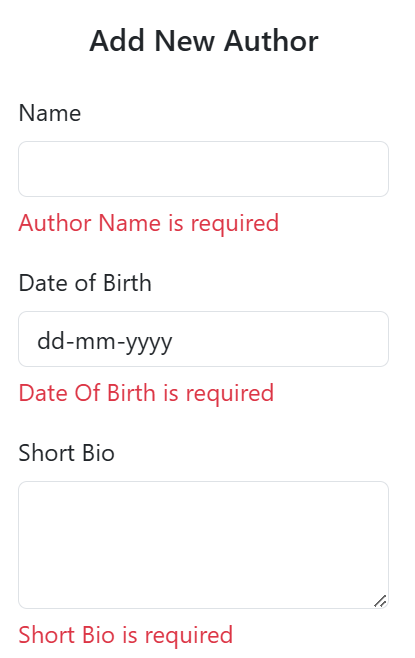 Add New Author
Name
Author Name is required
Date of Birth
dd-mm-yyyy
Date Of Birth is required
Short Bio
Short Bio is required